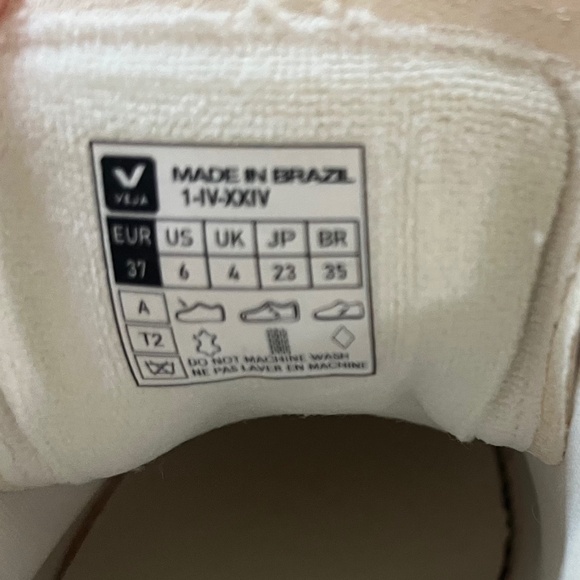 VEJA
MADE IN BRAZIL
1-IV-XXIV
EUR US UK JP BR
37 6 4 23 35
A
T2
DO NOT MACHINE WASH
NE PAS LAVER EN MACHINE